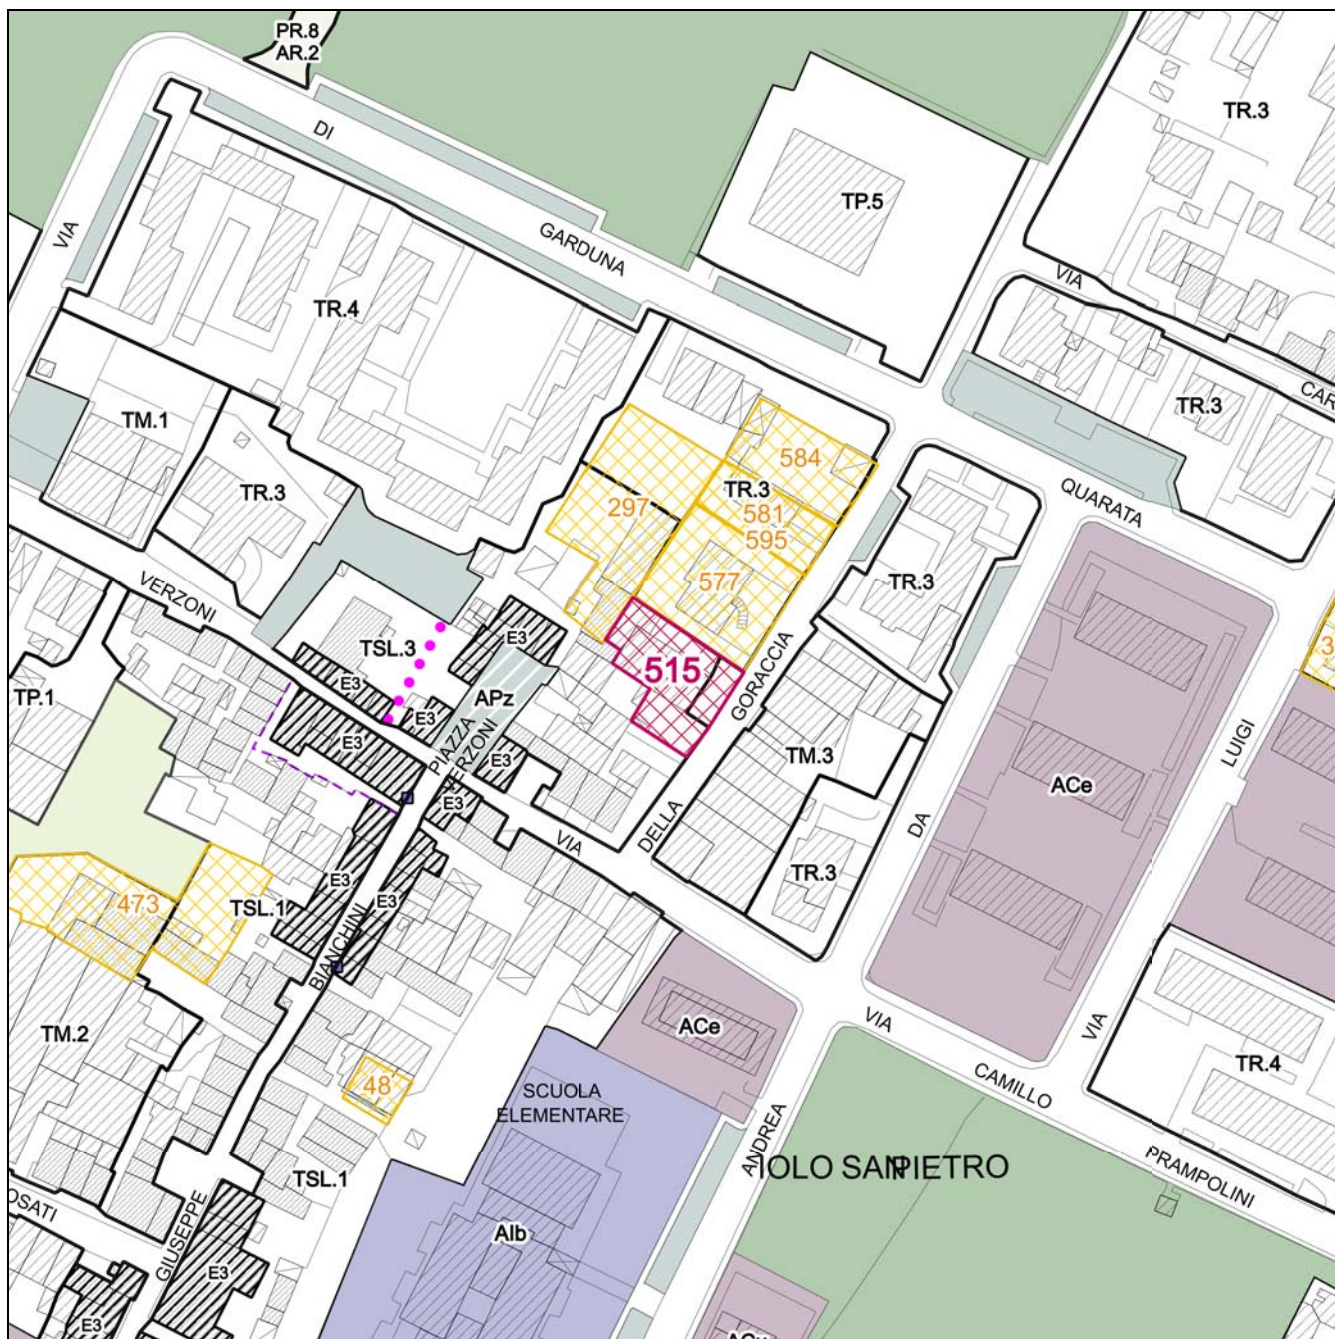 PR.8
AR.2
TR.3
DI
TP.5
VIA
GARDUNA
VIA
TR.4
TR.3
TM.1
584
TR.3
TR.3
297
581
QUARATA
595
VERZONI
577
TR.3
E3
TSL.3
515
GORACCIA
E3
APz
TP.1
E3
PIAZZA
VERZONI
E3
E3
TM.3
LUIGI
ACe
E3
DELLA
DA
VIA
TR.3
E3
E3
473
TSL.1
BIANCHINI
VIA
ACe
VIA
TM.2
TR.4
CAMILLO
48
SCUOLA
ELEMENTARE
ANDREA
IOLO SAN PIETRO
PRAMPOLINI
TSL.1
GIUSEPPE
AIb
E3
E3